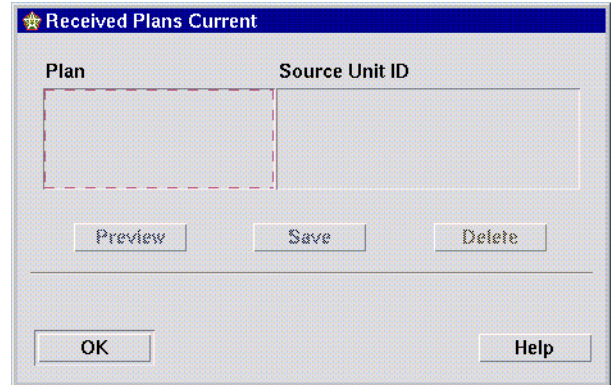 Received Plans Current
Plan Source Unit ID
Preview Save Delete
OK Help